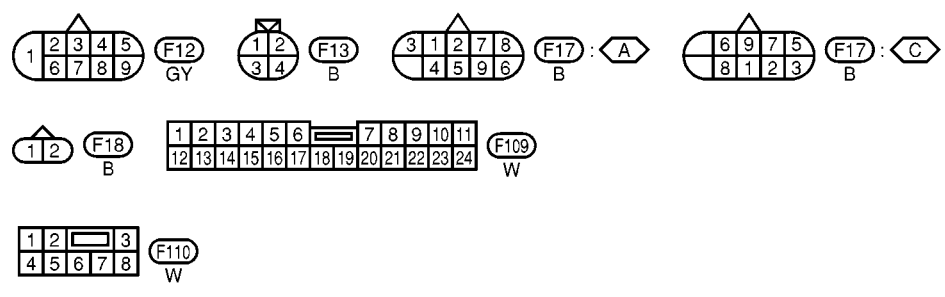 1 2 3 4 5
6 7 8 9
F12
GY
1 2
3 4
F13
B
3 1 2 7 8
4 5 9 6
F17 : A
B
6 9 7 5
8 1 2 3
F17 : C
B
1 2
F18
B
1 2 3 4 5 6 7 8 9 10 11
12 13 14 15 16 17 18 19 20 21 22 23 24
F109
W
1 2 3
4 5 6 7 8
F110
W